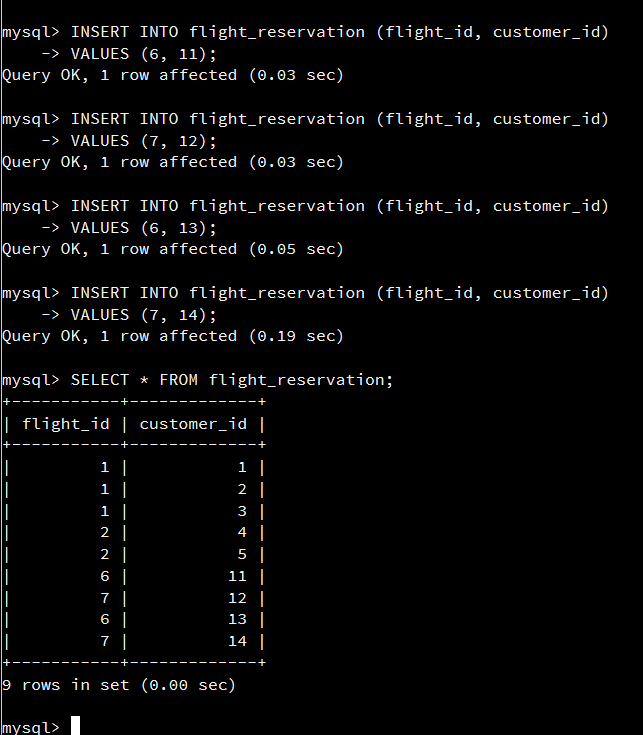 mysql> INSERT INTO flight_reservation (flight_id, customer_id)
    -> VALUES (6, 11);
Query OK, 1 row affected (0.03 sec)
mysql> INSERT INTO flight_reservation (flight_id, customer_id)
    -> VALUES (7, 12);
Query OK, 1 row affected (0.03 sec)
mysql> INSERT INTO flight_reservation (flight_id, customer_id)
    -> VALUES (6, 13);
Query OK, 1 row affected (0.05 sec)
mysql> INSERT INTO flight_reservation (flight_id, customer_id)
    -> VALUES (7, 14);
Query OK, 1 row affected (0.19 sec)
mysql> SELECT * FROM flight_reservation;
+-----------+-------------+
| flight_id | customer_id |
+-----------+-------------+
|         1 |           1 |
|         1 |           2 |
|         1 |           3 |
|         2 |           4 |
|         2 |           5 |
|         6 |          11 |
|         7 |          12 |
|         6 |          13 |
|         7 |          14 |
+-----------+-------------+
9 rows in set (0.00 sec)
mysql>